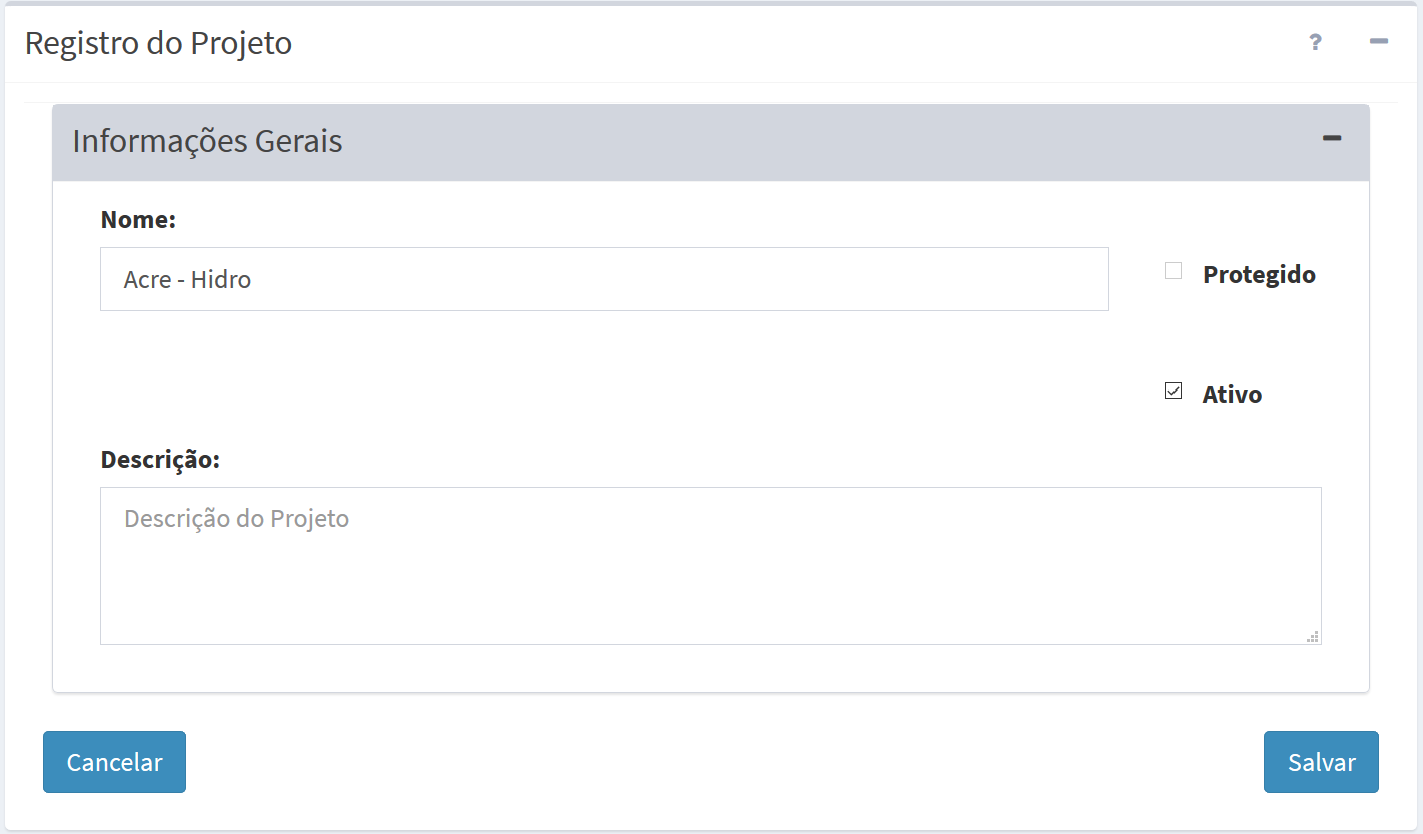 Registro do Projeto
?
Informações Gerais
Nome:
Acre - Hidro
Protegido
Ativo
Descrição:
Descrição do Projeto
Cancelar
Salvar